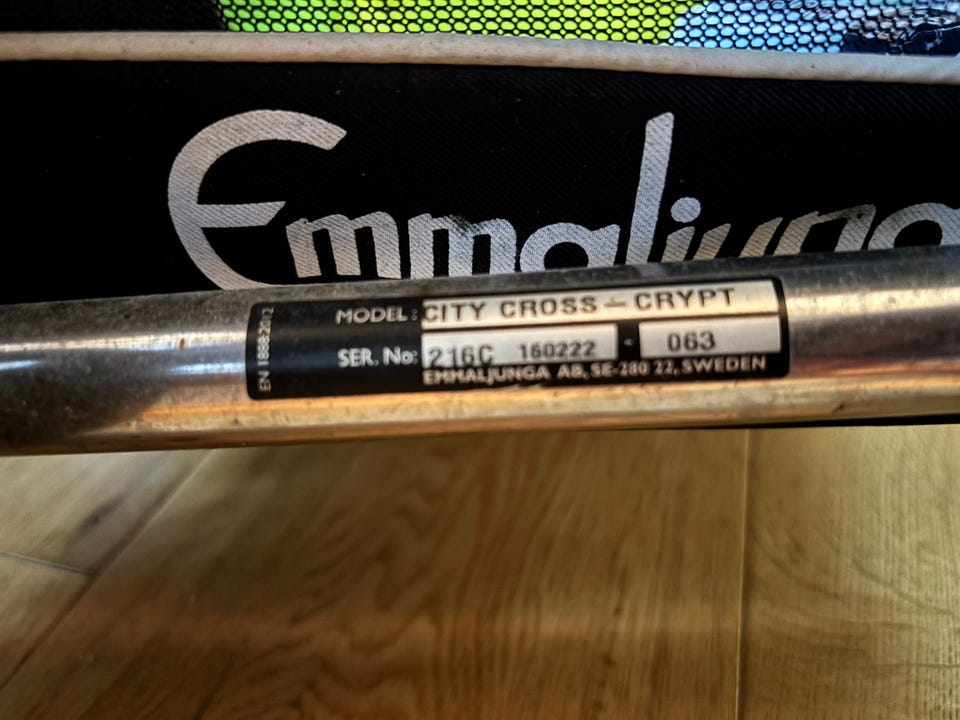 Emmaljunga
MODEL: CITY CROSS - CRYPT
SER. No: 216C 160222 · 063
EMMALJUNGA AB, SE-280 22, SWEDEN
EN 1888:2012